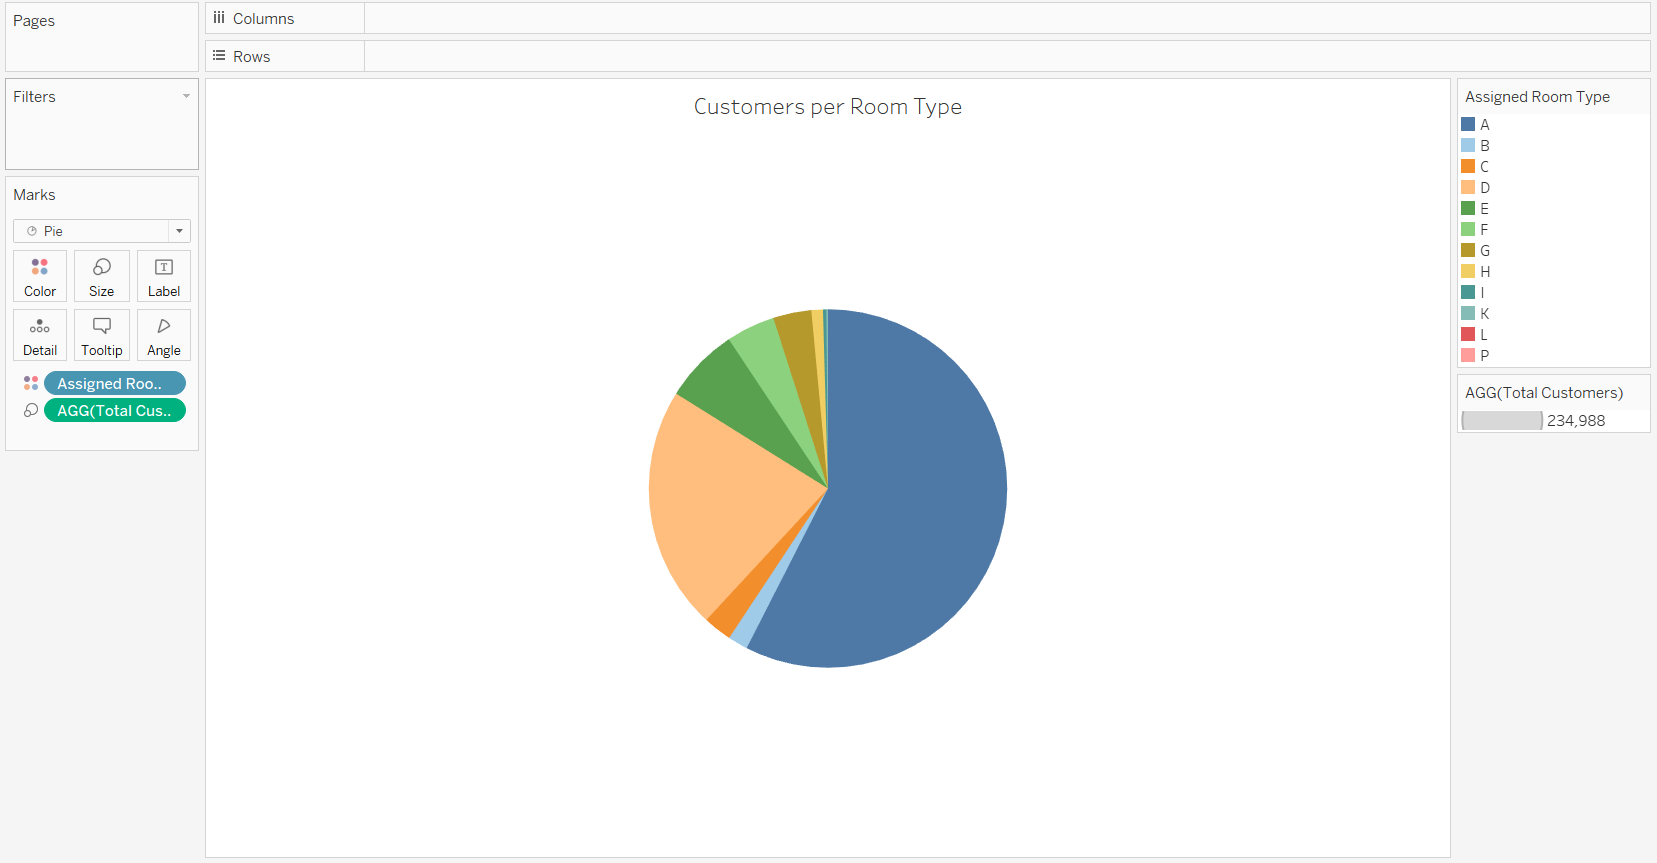 Pages
Columns
Rows
Filters
Marks
Pie
Color
Size
Label
Detail
Tooltip
Angle
Assigned Roo..
AGG(Total Cus..
Customers per Room Type
Assigned Room Type
A
B
C
D
E
F
G
H
I
K
L
P
AGG(Total Customers)
234,988